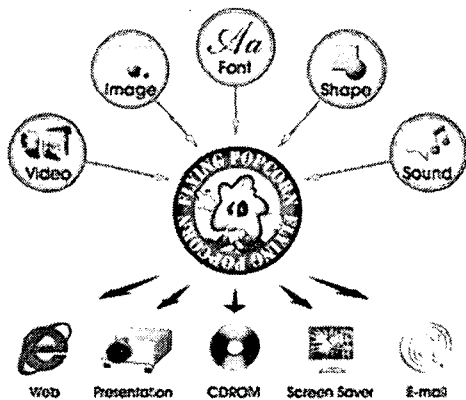 Aa
Font
Image
Shape
Video
Sound
FLYING POPCORN
FLYING POPCORN
Web
Presentation
CDROM
Screen Saver
E-mail